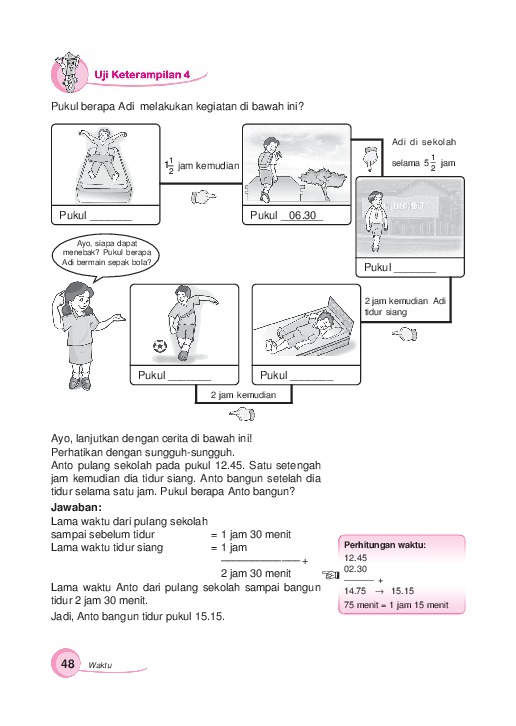 Uji Keterampilan 4
Pukul berapa Adi melakukan kegiatan di bawah ini?
1 1/2 jam kemudian
Pukul _______
Pukul _06.30_
Adi di sekolah
selama 5 1/2 jam
Pukul _______
Ayo, siapa dapat
menebak? Pukul berapa
Adi bermain sepak bola?
2 jam kemudian Adi
tidur siang
Pukul _______
Pukul _______
2 jam kemudian
Ayo, lanjutkan dengan cerita di bawah ini!
Perhatikan dengan sungguh-sungguh.
Anto pulang sekolah pada pukul 12.45. Satu setengah
jam kemudian dia tidur siang. Anto bangun setelah dia
tidur selama satu jam. Pukul berapa Anto bangun?
Jawaban:
Lama waktu dari pulang sekolah
sampai sebelum tidur = 1 jam 30 menit
Lama waktu tidur siang = 1 jam
+
2 jam 30 menit
Lama waktu Anto dari pulang sekolah sampai bangun
tidur 2 jam 30 menit.
Jadi, Anto bangun tidur pukul 15.15.
Perhitungan waktu:
12.45
02.30
+
14.75 → 15.15
75 menit = 1 jam 15 menit
48 Waktu